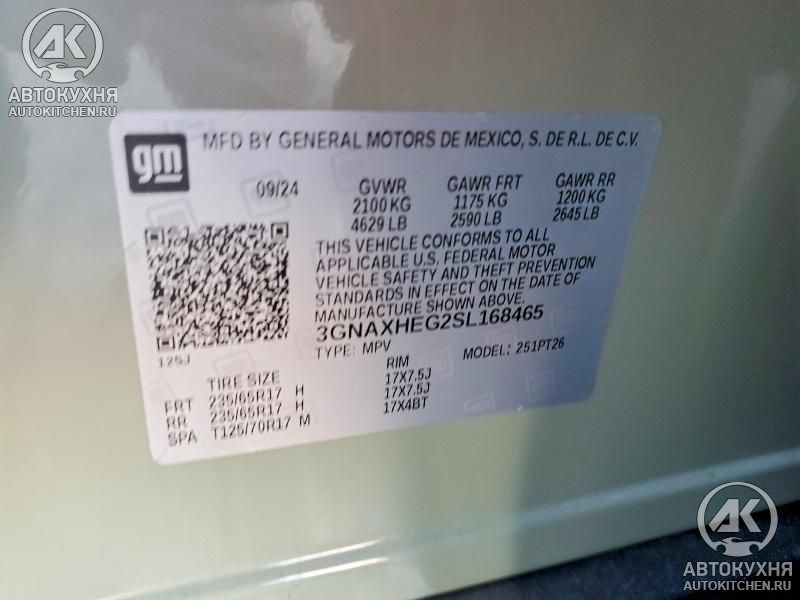 АК
АВТОКУХНЯ
AUTOKITCHEN.RU
gm
MFD BY GENERAL MOTORS DE MEXICO, S. DE R.L. DE C.V.
09/24 GVWR GAWR FRT GAWR RR
2100 KG 1175 KG 1200 KG
4629 LB 2590 LB 2645 LB
THIS VEHICLE CONFORMS TO ALL
APPLICABLE U.S. FEDERAL MOTOR
VEHICLE SAFETY AND THEFT PREVENTION
STANDARDS IN EFFECT ON THE DATE OF
MANUFACTURE SHOWN ABOVE.
3GNAXHEG2SL168465
125J
TYPE: MPV MODEL: 251PT26
TIRE SIZE RIM
FRT 235/65R17 H 17X7.5J
RR 235/65R17 H 17X7.5J
SPA T125/70R17 M 17X4BT
АК
АВТОКУХНЯ
AUTOKITCHEN.RU